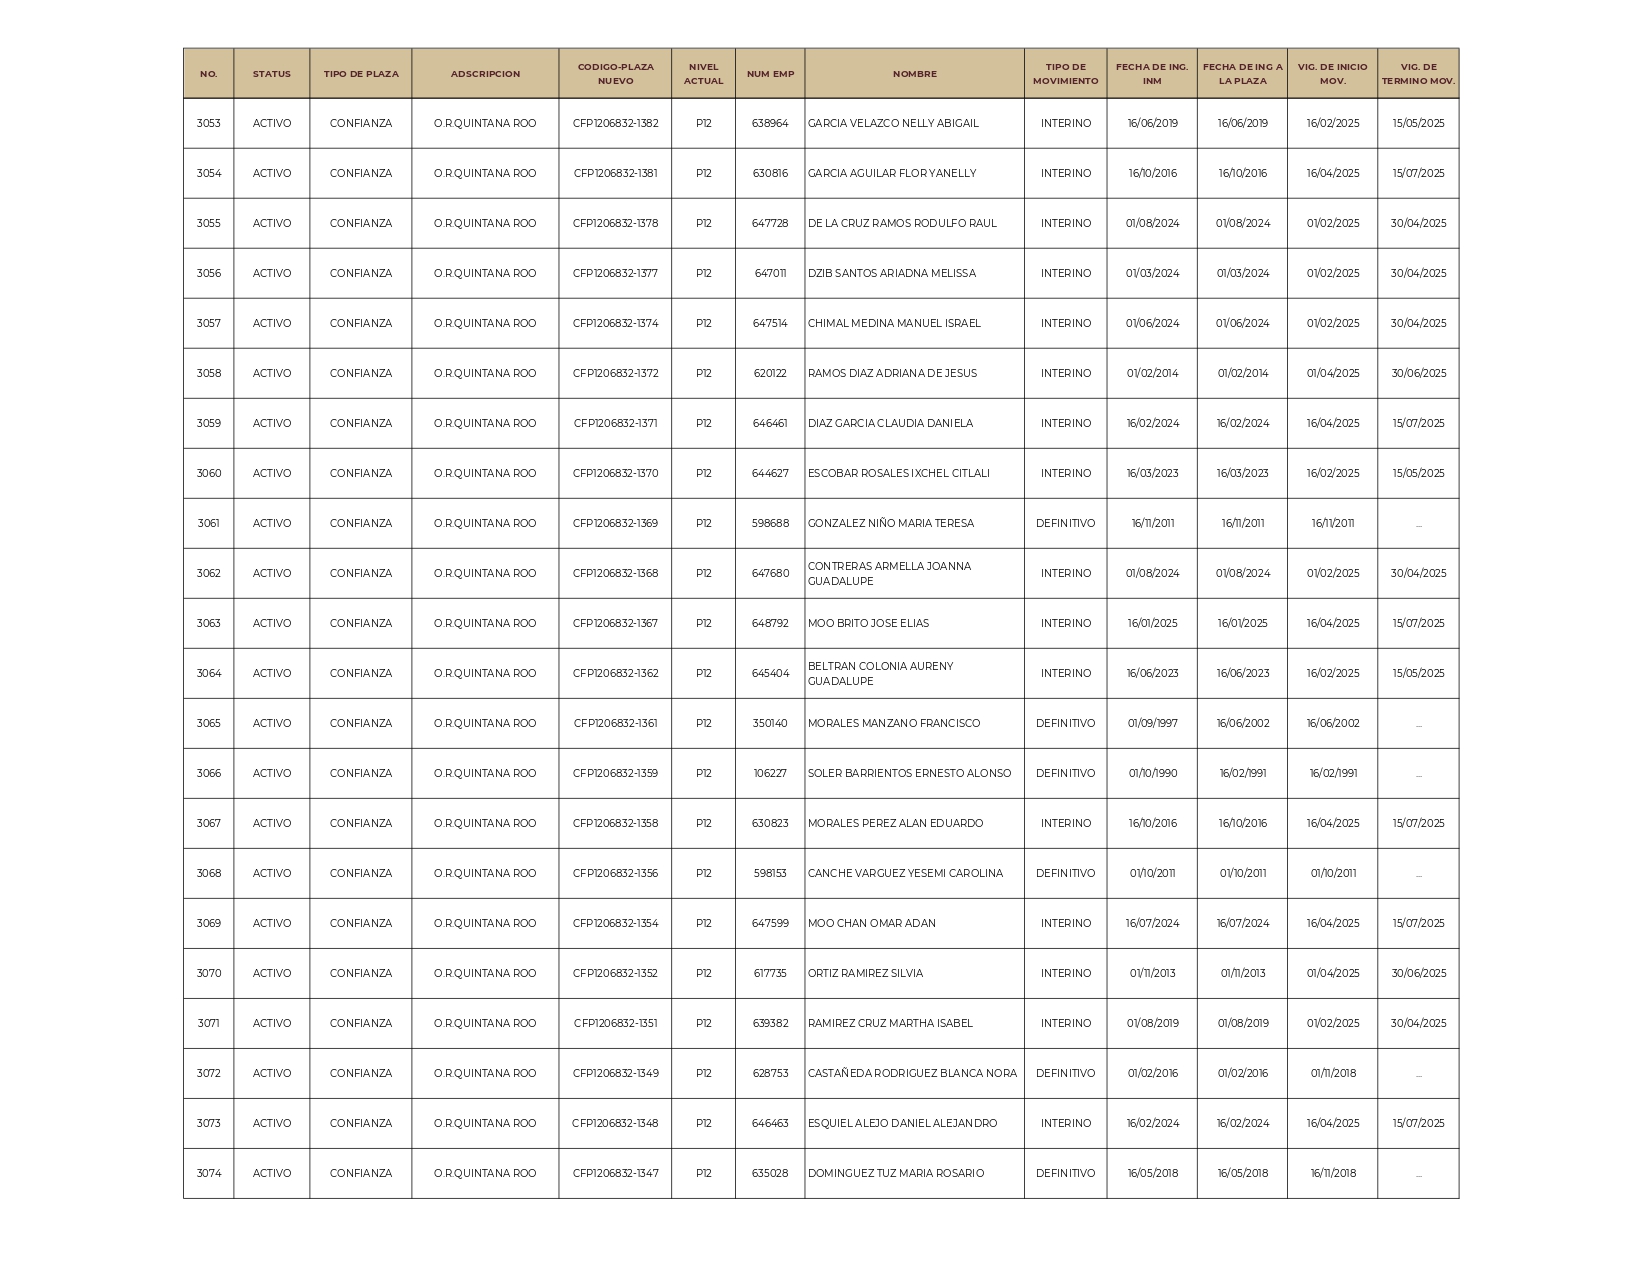 NO. STATUS TIPO DE PLAZA ADSCRIPCION CODIGO-PLAZA NUEVO NIVEL ACTUAL NUM EMP NOMBRE TIPO DE MOVIMIENTO FECHA DE ING. INM FECHA DE ING A LA PLAZA VIG. DE INICIO MOV. VIG. DE TERMINO MOV.
3053 ACTIVO CONFIANZA O.R.QUINTANA ROO CFP1206832-1382 P12 638964 GARCIA VELAZCO NELLY ABIGAIL INTERINO 16/06/2019 16/06/2019 16/02/2025 15/05/2025
3054 ACTIVO CONFIANZA O.R.QUINTANA ROO CFP1206832-1381 P12 630816 GARCIA AGUILAR FLOR YANELLY INTERINO 16/10/2016 16/10/2016 16/04/2025 15/07/2025
3055 ACTIVO CONFIANZA O.R.QUINTANA ROO CFP1206832-1378 P12 647728 DE LA CRUZ RAMOS RODULFO RAUL INTERINO 01/08/2024 01/08/2024 01/02/2025 30/04/2025
3056 ACTIVO CONFIANZA O.R.QUINTANA ROO CFP1206832-1377 P12 647011 DZIB SANTOS ARIADNA MELISSA INTERINO 01/03/2024 01/03/2024 01/02/2025 30/04/2025
3057 ACTIVO CONFIANZA O.R.QUINTANA ROO CFP1206832-1374 P12 647514 CHIMAL MEDINA MANUEL ISRAEL INTERINO 01/06/2024 01/06/2024 01/02/2025 30/04/2025
3058 ACTIVO CONFIANZA O.R.QUINTANA ROO CFP1206832-1372 P12 620122 RAMOS DIAZ ADRIANA DE JESUS INTERINO 01/02/2014 01/02/2014 01/04/2025 30/06/2025
3059 ACTIVO CONFIANZA O.R.QUINTANA ROO CFP1206832-1371 P12 646461 DIAZ GARCIA CLAUDIA DANIELA INTERINO 16/02/2024 16/02/2024 16/04/2025 15/07/2025
3060 ACTIVO CONFIANZA O.R.QUINTANA ROO CFP1206832-1370 P12 644627 ESCOBAR ROSALES IXCHEL CITLALI INTERINO 16/03/2023 16/03/2023 16/02/2025 15/05/2025
3061 ACTIVO CONFIANZA O.R.QUINTANA ROO CFP1206832-1369 P12 598688 GONZALEZ NIÑO MARIA TERESA DEFINITIVO 16/11/2011 16/11/2011 16/11/2011 ...
3062 ACTIVO CONFIANZA O.R.QUINTANA ROO CFP1206832-1368 P12 647680 CONTRERAS ARMELLA JOANNA GUADALUPE INTERINO 01/08/2024 01/08/2024 01/02/2025 30/04/2025
3063 ACTIVO CONFIANZA O.R.QUINTANA ROO CFP1206832-1367 P12 648792 MOO BRITO JOSE ELIAS INTERINO 16/01/2025 16/01/2025 16/04/2025 15/07/2025
3064 ACTIVO CONFIANZA O.R.QUINTANA ROO CFP1206832-1362 P12 645404 BELTRAN COLONIA AURENY GUADALUPE INTERINO 16/06/2023 16/06/2023 16/02/2025 15/05/2025
3065 ACTIVO CONFIANZA O.R.QUINTANA ROO CFP1206832-1361 P12 350140 MORALES MANZANO FRANCISCO DEFINITIVO 01/09/1997 16/06/2002 16/06/2002 ...
3066 ACTIVO CONFIANZA O.R.QUINTANA ROO CFP1206832-1359 P12 106227 SOLER BARRIENTOS ERNESTO ALONSO DEFINITIVO 01/10/1990 16/02/1991 16/02/1991 ...
3067 ACTIVO CONFIANZA O.R.QUINTANA ROO CFP1206832-1358 P12 630823 MORALES PEREZ ALAN EDUARDO INTERINO 16/10/2016 16/10/2016 16/04/2025 15/07/2025
3068 ACTIVO CONFIANZA O.R.QUINTANA ROO CFP1206832-1356 P12 598153 CANCHE VARGUEZ YESEMI CAROLINA DEFINITIVO 01/10/2011 01/10/2011 01/10/2011 ...
3069 ACTIVO CONFIANZA O.R.QUINTANA ROO CFP1206832-1354 P12 647599 MOO CHAN OMAR ADAN INTERINO 16/07/2024 16/07/2024 16/04/2025 15/07/2025
3070 ACTIVO CONFIANZA O.R.QUINTANA ROO CFP1206832-1352 P12 617735 ORTIZ RAMIREZ SILVIA INTERINO 01/11/2013 01/11/2013 01/04/2025 30/06/2025
3071 ACTIVO CONFIANZA O.R.QUINTANA ROO CFP1206832-1351 P12 639382 RAMIREZ CRUZ MARTHA ISABEL INTERINO 01/08/2019 01/08/2019 01/02/2025 30/04/2025
3072 ACTIVO CONFIANZA O.R.QUINTANA ROO CFP1206832-1349 P12 628753 CASTAÑEDA RODRIGUEZ BLANCA NORA DEFINITIVO 01/02/2016 01/02/2016 01/11/2018 ...
3073 ACTIVO CONFIANZA O.R.QUINTANA ROO CFP1206832-1348 P12 646463 ESQUIEL ALEJO DANIEL ALEJANDRO INTERINO 16/02/2024 16/02/2024 16/04/2025 15/07/2025
3074 ACTIVO CONFIANZA O.R.QUINTANA ROO CFP1206832-1347 P12 635028 DOMINGUEZ TUZ MARIA ROSARIO DEFINITIVO 16/05/2018 16/05/2018 16/11/2018 ...